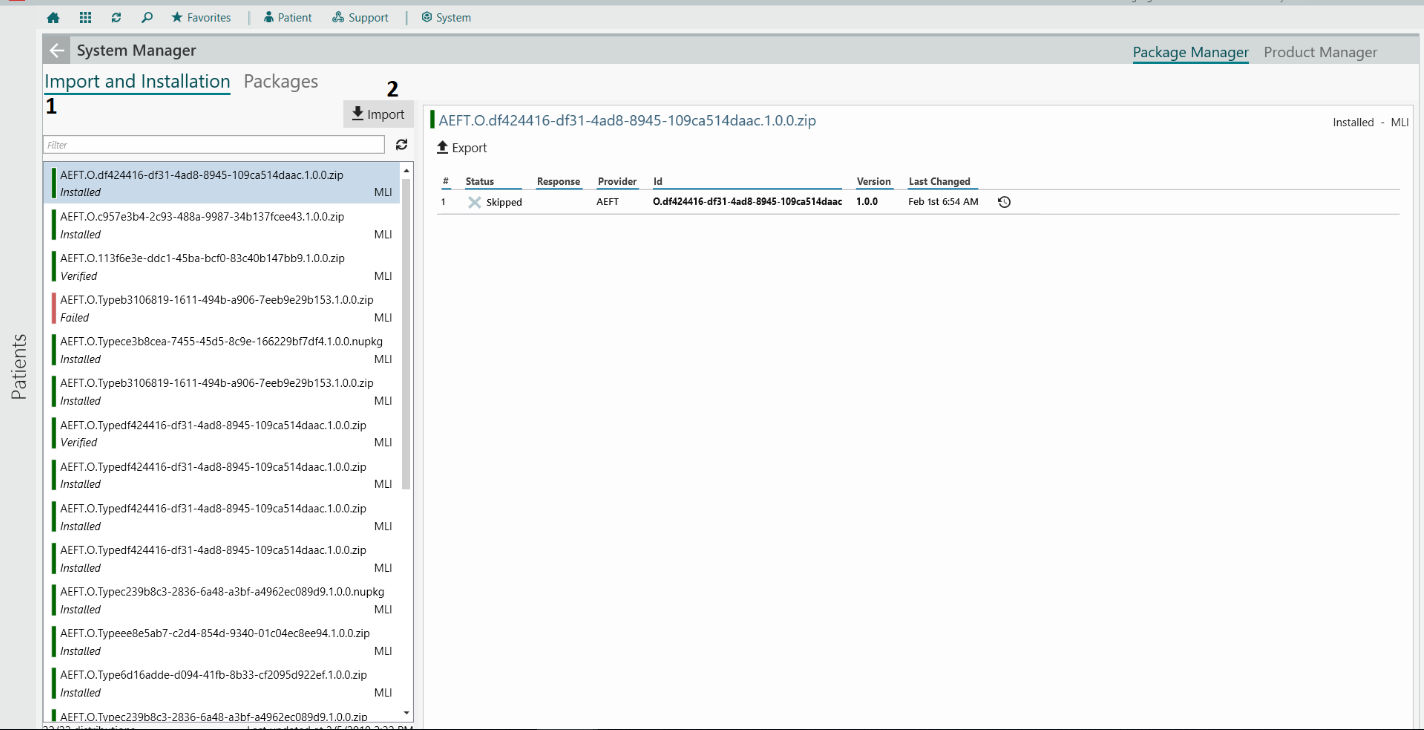 Favorites | Patient Support | System
System Manager
Package Manager Product Manager
Import and Installation Packages
1
2
Import
Filter
AEFT.O.df424416-df31-4ad8-8945-109ca514daac.1.0.0.zip
Installed MLI
AEFT.O.c957e3b4-2c93-488a-9987-34b137fcee43.1.0.0.zip
Installed MLI
AEFT.O.113f6e3e-ddc1-45ba-bcf0-83c40b147bb9.1.0.0.zip
Verified MLI
AEFT.O.Typeb3106819-1611-494b-a906-7eeb9e29b153.1.0.0.zip
Failed MLI
AEFT.O.Typece3b8cea-7455-45d5-8c9e-166229bf7df4.1.0.0.nupkg
Installed MLI
AEFT.O.Typeb3106819-1611-494b-a906-7eeb9e29b153.1.0.0.zip
Installed MLI
AEFT.O.Typedf424416-df31-4ad8-8945-109ca514daac.1.0.0.zip
Verified MLI
AEFT.O.Typedf424416-df31-4ad8-8945-109ca514daac.1.0.0.zip
Installed MLI
AEFT.O.Typedf424416-df31-4ad8-8945-109ca514daac.1.0.0.zip
Installed MLI
AEFT.O.Typedf424416-df31-4ad8-8945-109ca514daac.1.0.0.zip
Installed MLI
AEFT.O.Typec239b8c3-2836-6a48-a3bf-a4962ec089d9.1.0.0.nupkg
Installed MLI
AEFT.O.Typeee8e5ab7-c2d4-854d-9340-01c04ec8ee94.1.0.0.zip
Installed MLI
AEFT.O.Type6d16adde-d094-41fb-8b33-cf2095d922ef.1.0.0.zip
Installed MLI
AEFT.O.Typec239b8c3-2836-6a48-a3bf-a4962ec089d9.1.0.0.zip
AEFT.O.df424416-df31-4ad8-8945-109ca514daac.1.0.0.zip
Installed - MLI
Export
# Status Response Provider Id Version Last Changed
1 Skipped AEFT O.df424416-df31-4ad8-8945-109ca514daac 1.0.0 Feb 1st 6:54 AM
Patients